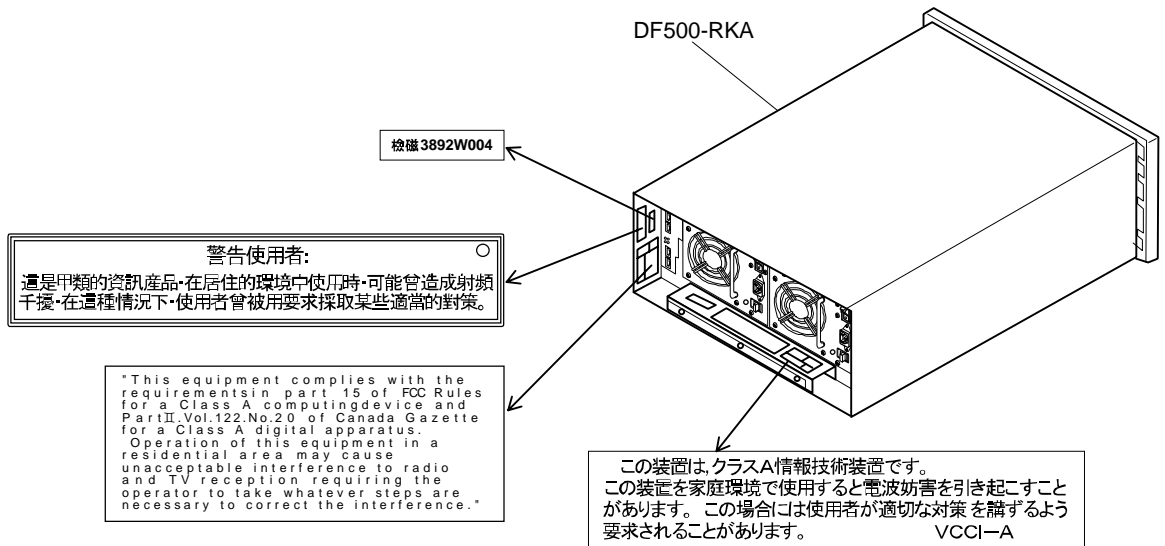 DF500-RKA
檢磁3892W004
警告使用者:
這是甲類的資訊産品‧在居住的環境中使用時‧可能曾造成射頻
干擾‧在這種情況下‧使用者曾被用要求採取某些適當的對策。
"This equipment complies with the
requirementsin part 15 of FCC Rules
for a Class A computingdevice and
PartⅡ.Vol.122.No.20 of Canada Gazette
for a Class A digital apparatus.
Operation of this equipment in a
residential area may cause
unacceptable interference to radio
and TV reception requiring the
operator to take whatever steps are
necessary to correct the interference."
この装置は,クラスA情報技術装置です。
この装置を家庭環境で使用すると電波妨害を引き起こすこと
があります。この場合には使用者が適切な対策を講ずるよう
要求されることがあります。 VCCI-A